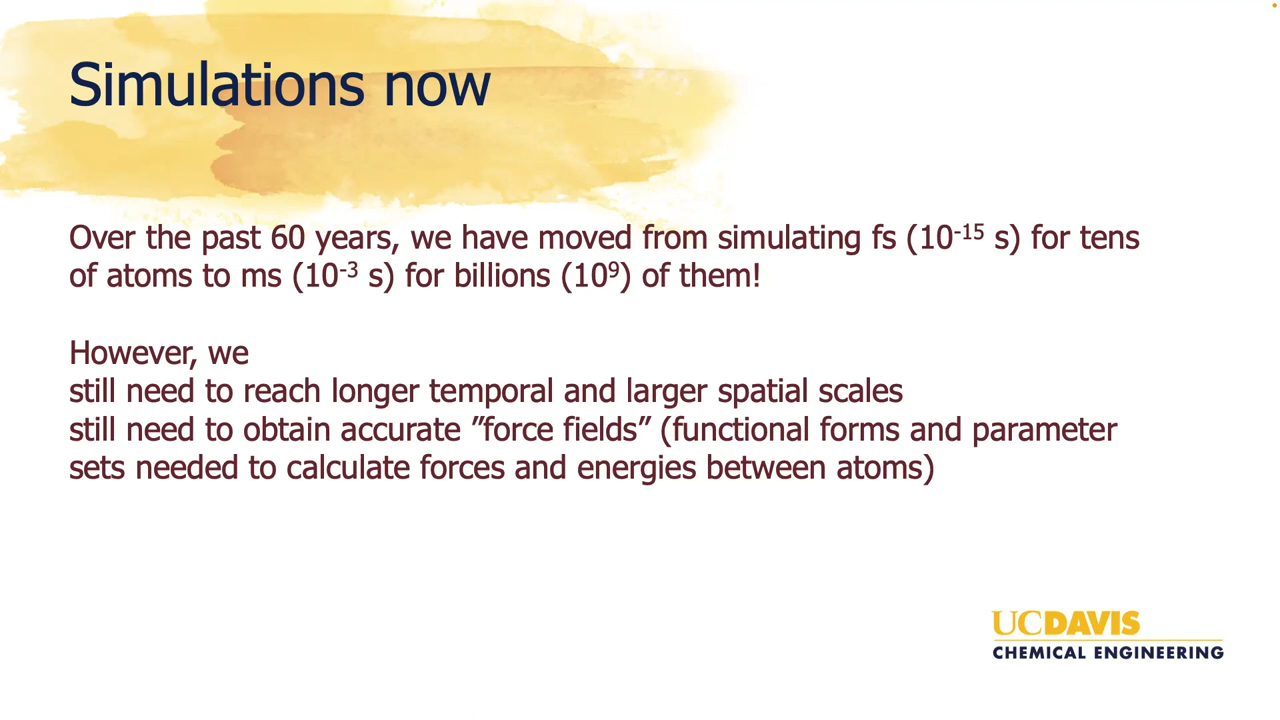 Simulations now
Over the past 60 years, we have moved from simulating fs (10⁻¹⁵ s) for tens
of atoms to ms (10⁻³ s) for billions (10⁹) of them!
However, we
still need to reach longer temporal and larger spatial scales
still need to obtain accurate ”force fields” (functional forms and parameter
sets needed to calculate forces and energies between atoms)
UCDAVIS
CHEMICAL ENGINEERING